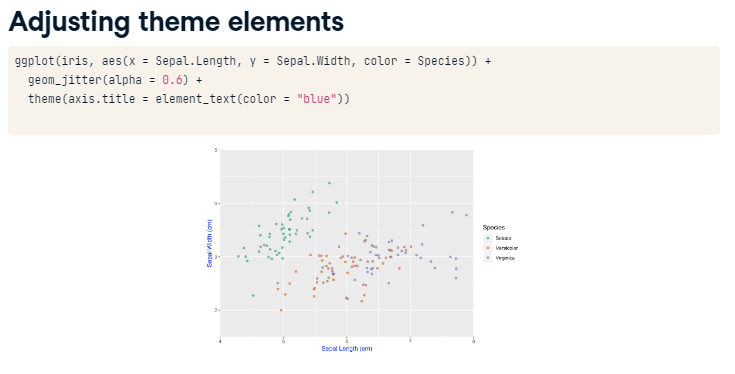 Adjusting theme elements
ggplot(iris, aes(x = Sepal.Length, y = Sepal.Width, color = Species)) +
geom_jitter(alpha = 0.6) +
theme(axis.title = element_text(color = "blue"))
5
4
3
2
Sepal Width (cm)
4 5 6 7 8
Sepal Length (cm)
Species
Setosa
Versicolor
Virginica